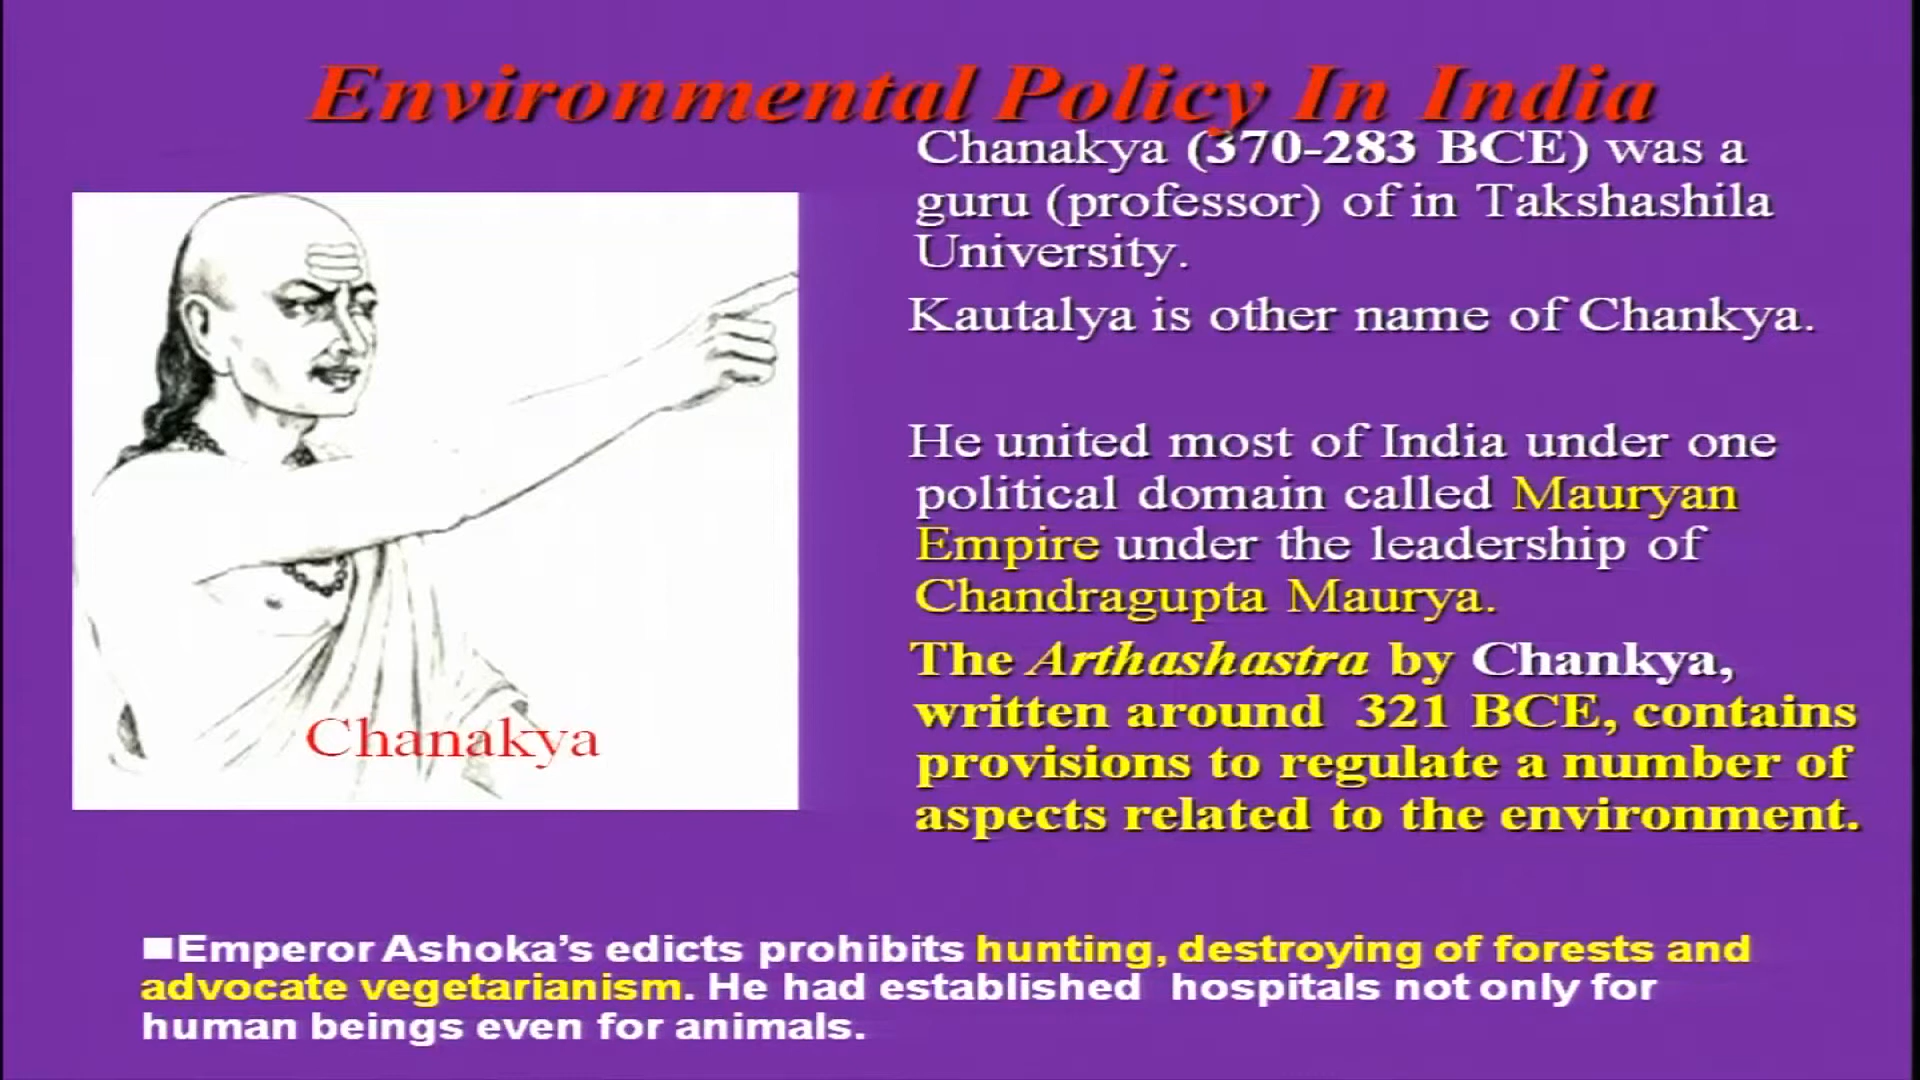 Environmental Policy In India
Chanakya (370-283 BCE) was a
guru (professor) of in Takshashila
University.
Kautalya is other name of Chankya.
He united most of India under one
political domain called Mauryan
Empire under the leadership of
Chandragupta Maurya.
The Arthashastra by Chankya,
written around 321 BCE, contains
provisions to regulate a number of
aspects related to the environment.
Chanakya
■Emperor Ashoka's edicts prohibits hunting, destroying of forests and
advocate vegetarianism. He had established hospitals not only for
human beings even for animals.